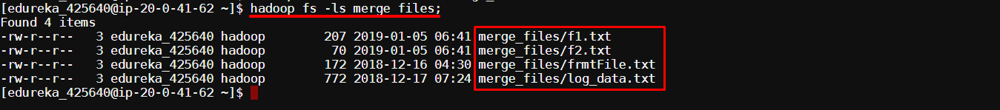 [edureka_425640@ip-20-0-41-62 ~]$ hadoop fs -ls merge_files;
Found 4 items
-rw-r--r--   3 edureka_425640 hadoop        207 2019-01-05 06:41 merge_files/f1.txt
-rw-r--r--   3 edureka_425640 hadoop         70 2019-01-05 06:41 merge_files/f2.txt
-rw-r--r--   3 edureka_425640 hadoop        172 2018-12-16 04:30 merge_files/frmtFile.txt
-rw-r--r--   3 edureka_425640 hadoop        772 2018-12-17 07:24 merge_files/log_data.txt
[edureka_425640@ip-20-0-41-62 ~]$